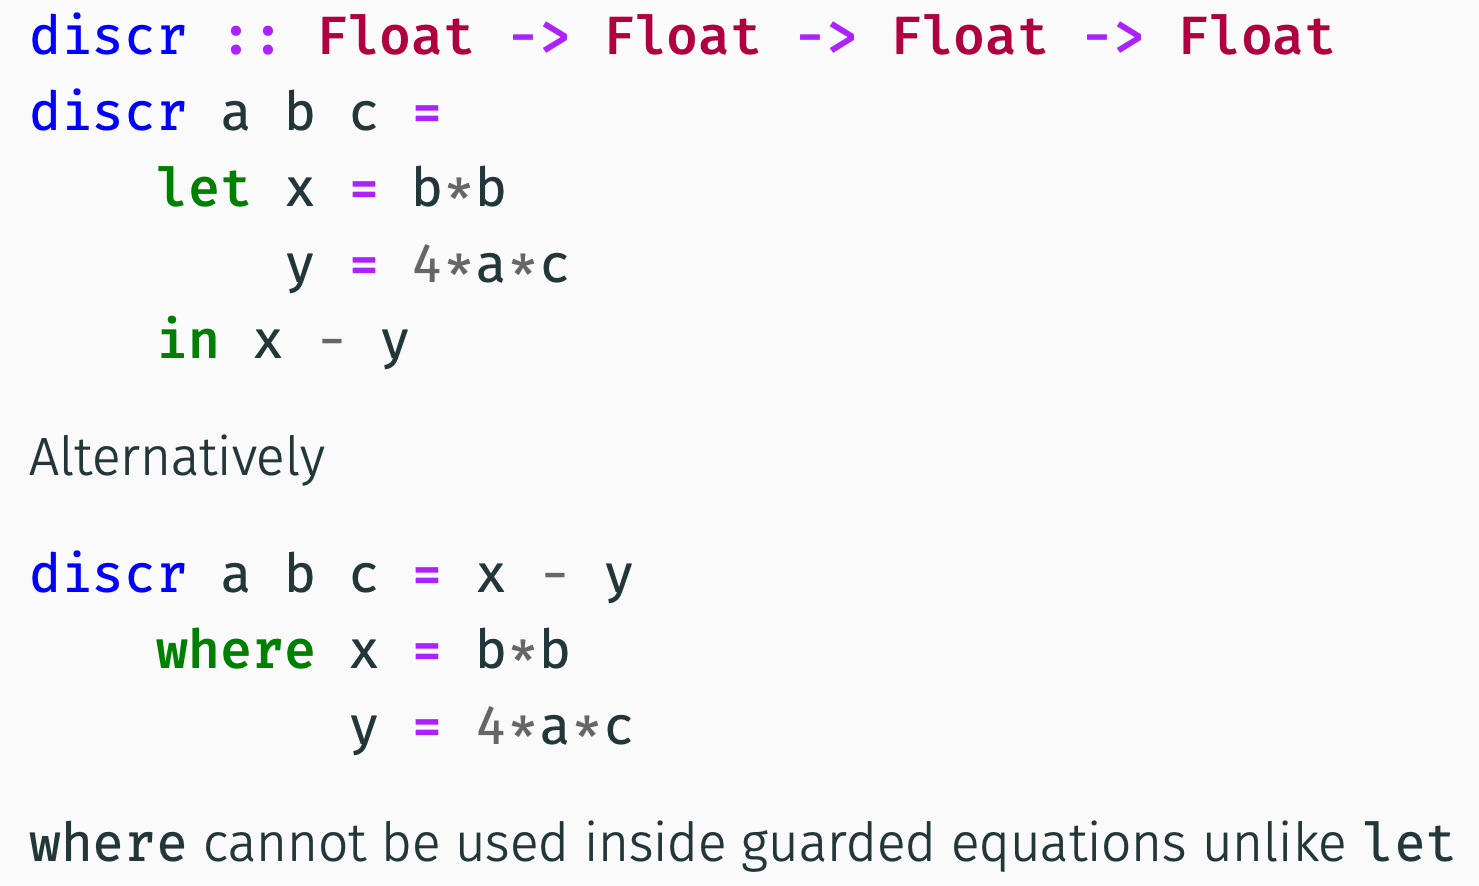 discr :: Float -> Float -> Float -> Float
discr a b c =
    let x = b*b
        y = 4*a*c
    in x - y
Alternatively
discr a b c = x - y
    where x = b*b
          y = 4*a*c
where cannot be used inside guarded equations unlike let